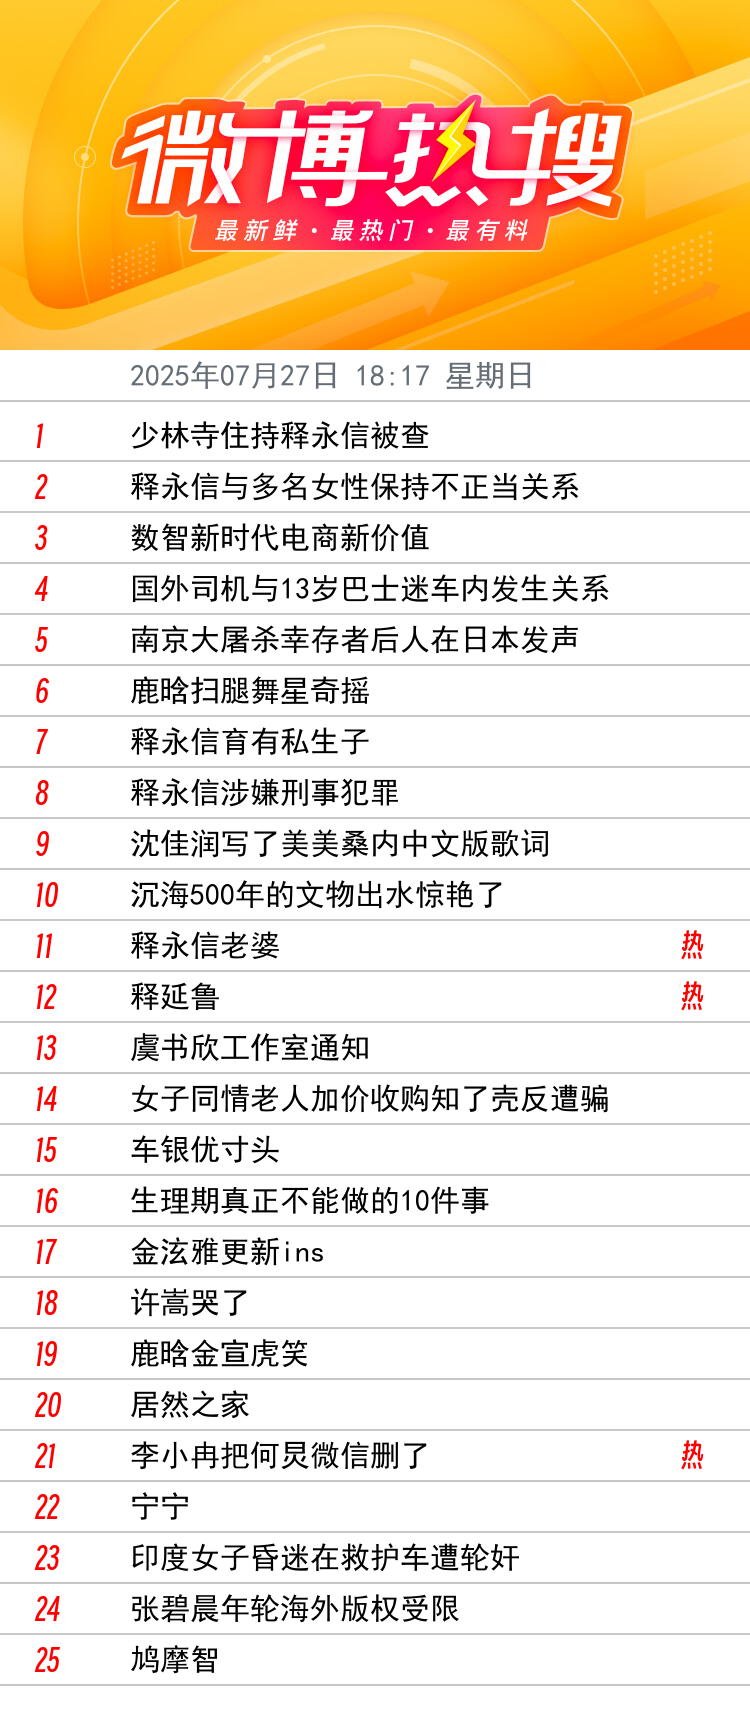 微博热搜
最新鲜·最热门·最有料
2025年07月27日 18:17 星期日
1 少林寺住持释永信被查
2 释永信与多名女性保持不正当关系
3 数智新时代电商新价值
4 国外司机与13岁巴士迷车内发生关系
5 南京大屠杀幸存者后人在日本发声
6 鹿晗扫腿舞星奇摇
7 释永信育有私生子
8 释永信涉嫌刑事犯罪
9 沈佳润写了美美桑内中文版歌词
10 沉海500年的文物出水惊艳了
11 释永信老婆 热
12 释延鲁 热
13 虞书欣工作室通知
14 女子同情老人加价收购知了壳反遭骗
15 车银优寸头
16 生理期真正不能做的10件事
17 金泫雅更新ins
18 许嵩哭了
19 鹿晗金宣虎笑
20 居然之家
21 李小冉把何炅微信删了 热
22 宁宁
23 印度女子昏迷在救护车遭轮奸
24 张碧晨年轮海外版权受限
25 鸠摩智